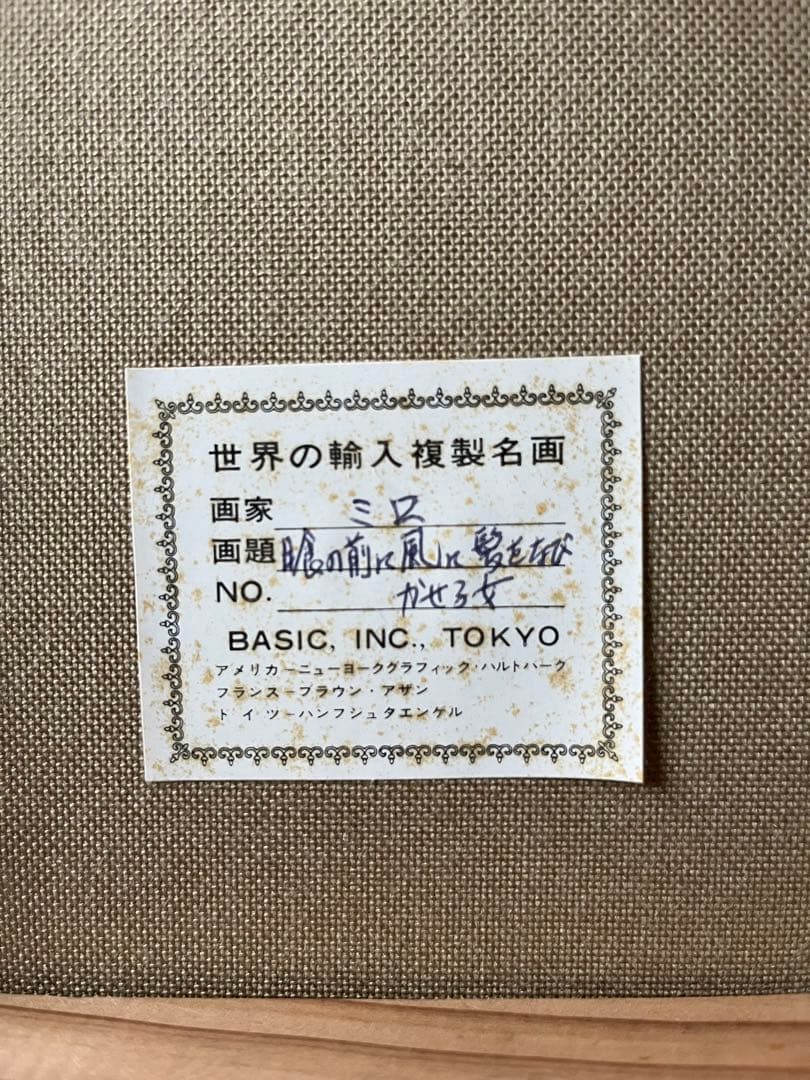 世界の輸入複製名画
画家 ミロ
画題 日食の前に風に髪をなび
NO. かせる女
BASIC, INC., TOKYO
アメリカーニューヨークグラフィック・ハルトハーク
フランスーブラウン・アザン
ドイツーハンフシュタエンゲル